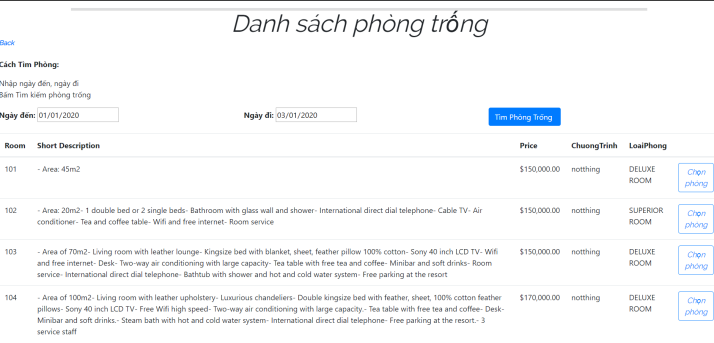 Danh sách phòng trống
Back
Cách Tìm Phòng:
Nhập ngày đến, ngày đi
Bấm Tìm kiếm phòng trống
Ngày đến: 01/01/2020 Ngày đi: 03/01/2020 Tìm Phòng Trống
Room Short Description Price ChuongTrinh LoaiPhong
101 - Area: 45m2 $150,000.00 notthing DELUXE Chọn
ROOM phòng
102 - Area: 20m2- 1 double bed or 2 single beds- Bathroom with glass wall and shower- International direct dial telephone- Cable TV- Air $150,000.00 notthing SUPERIOR Chọn
conditioner- Tea and coffee table- Wifi and free internet- Room service ROOM phòng
103 - Area of 70m2- Living room with leather lounge- Kingsize bed with blanket, sheet, feather pillow 100% cotton- Sony 40 inch LCD TV- Wifi $150,000.00 notthing DELUXE Chọn
and free internet- Desk- Two-way air conditioning with large capacity- Tea table with free tea and coffee- Minibar and soft drinks- Room ROOM phòng
service- International direct dial telephone- Bathtub with shower and hot and cold water system- Free parking at the resort
104 - Area of 100m2- Living room with leather upholstery- Luxurious chandeliers- Double kingsize bed with feather, sheet, 100% cotton feather $170,000.00 notthing DELUXE Chọn
pillows- Sony 40 inch LCD TV- Free Wifi high speed- Two-way air conditioning with large capacity.- Tea table with free tea and coffee- Desk- ROOM phòng
Minibar and soft drinks.- Steam bath with hot and cold water system- International direct dial telephone- Free parking at the resort.- 3
service staff